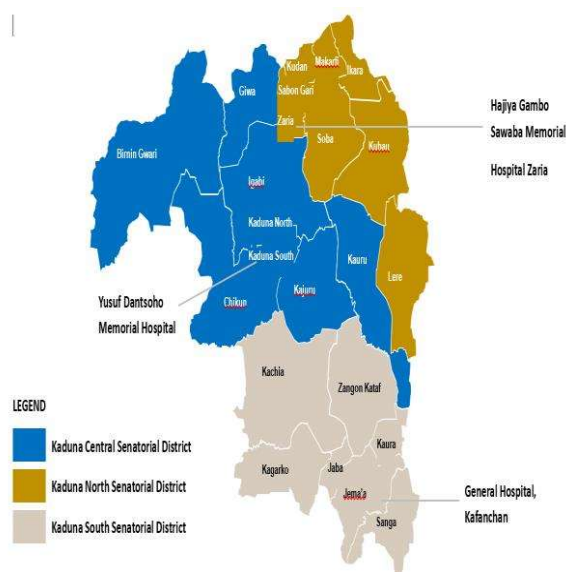 Makarfi
Kudan
Ikara
Giwa
Sabon Gari
Hajiya Gambo
Zaria
Sawaba Memorial
Soba
Kubau
Birnin Gwari
Hospital Zaria
Igabi
Kaduna North
Kaduna South
Kauru
Lere
Yusuf Dantsoho
Memorial Hospital
Chikun
Kajuru
Kachia
Zangon Kataf
LEGEND
Kaduna Central Senatorial District
Kaura
Kagarko
Jaba
Kaduna North Senatorial District
Jema'a
General Hospital,
Kafanchan
Sanga
Kaduna South Senatorial District